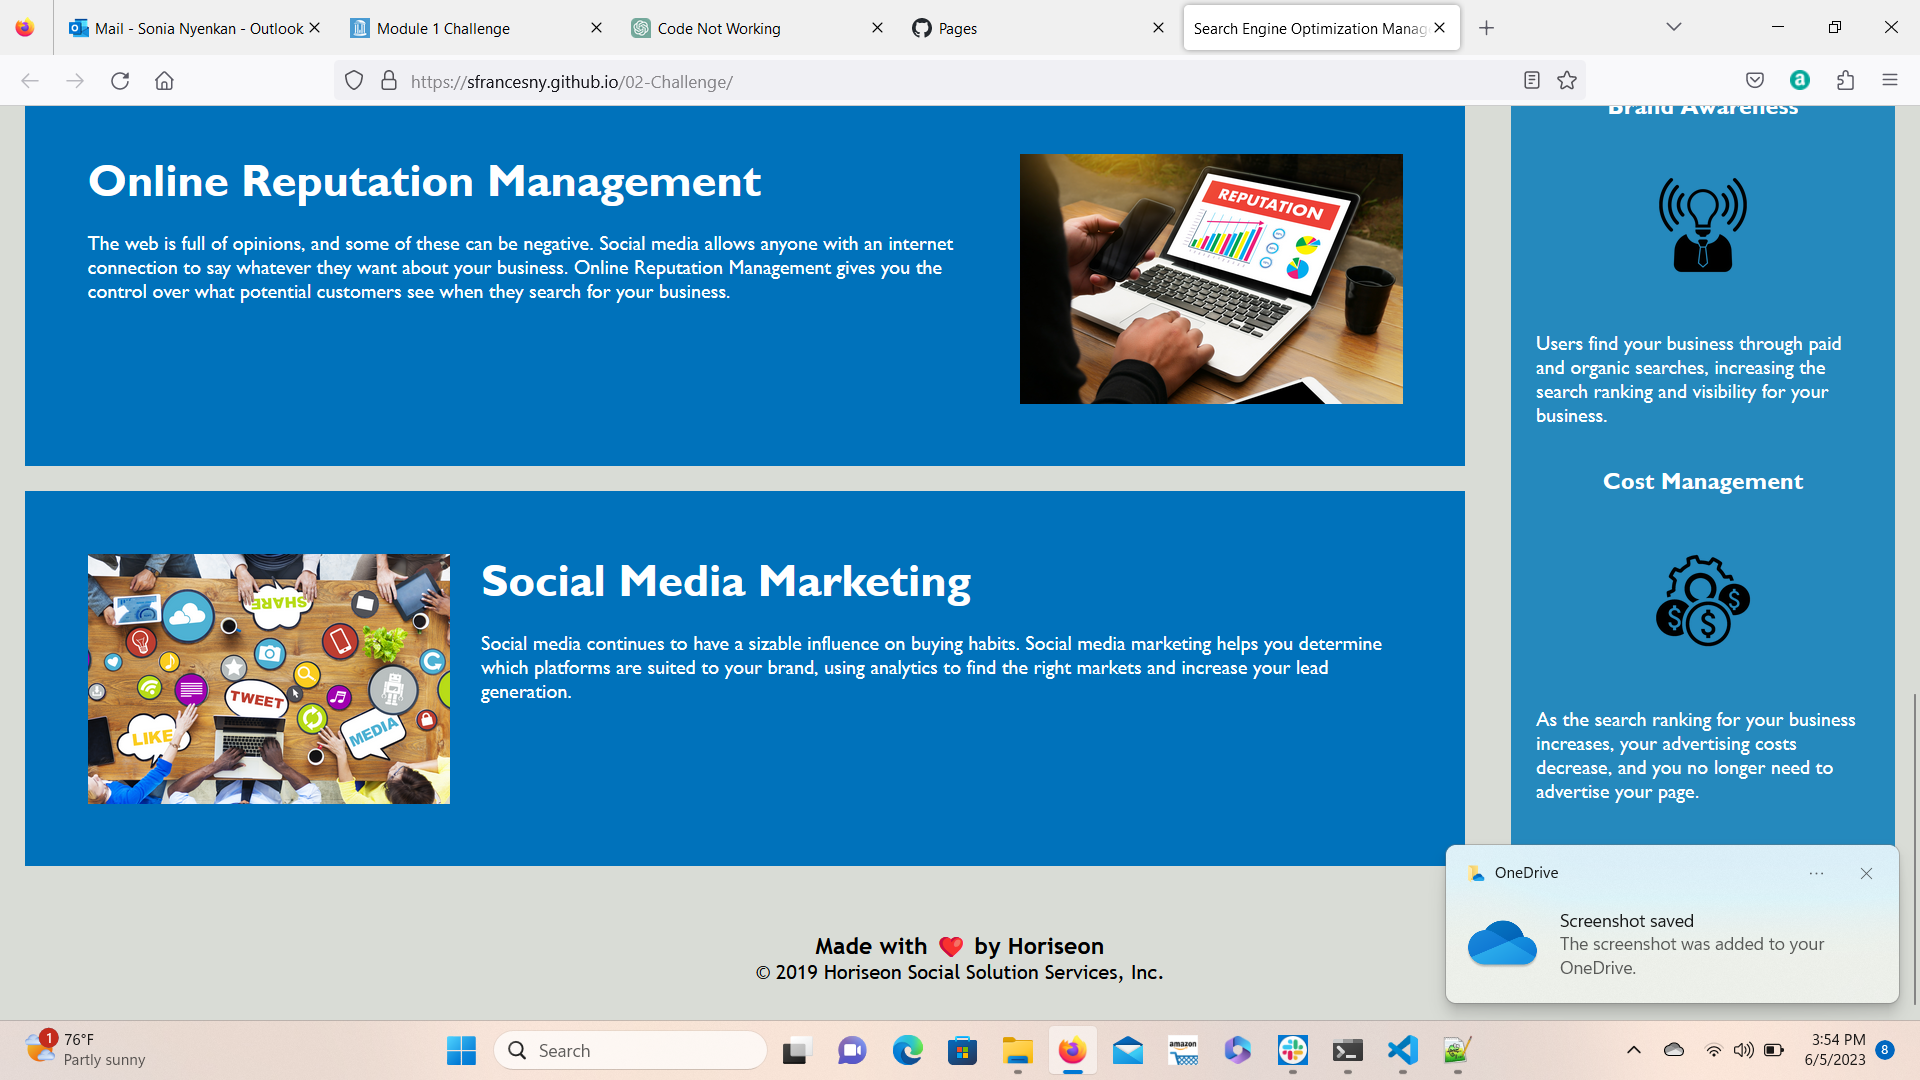 Mail - Sonia Nyenkan - Outlook
Module 1 Challenge
Code Not Working
Pages
Search Engine Optimization Manag
https://sfrancesny.github.io/02-Challenge/
Brand Awareness
Online Reputation Management
The web is full of opinions, and some of these can be negative. Social media allows anyone with an internet
connection to say whatever they want about your business. Online Reputation Management gives you the
control over what potential customers see when they search for your business.
REPUTATION
Users find your business through paid
and organic searches, increasing the
search ranking and visibility for your
business.
Cost Management
$ $ $
As the search ranking for your business
increases, your advertising costs
decrease, and you no longer need to
advertise your page.
SHARE
TWEET
LIKE
MEDIA
Social Media Marketing
Social media continues to have a sizable influence on buying habits. Social media marketing helps you determine
which platforms are suited to your brand, using analytics to find the right markets and increase your lead
generation.
Made with ❤️ by Horiseon
© 2019 Horiseon Social Solution Services, Inc.
OneDrive
Screenshot saved
The screenshot was added to your
OneDrive.
1
76°F
Partly sunny
Search
amazon
3:54 PM
6/5/2023
8